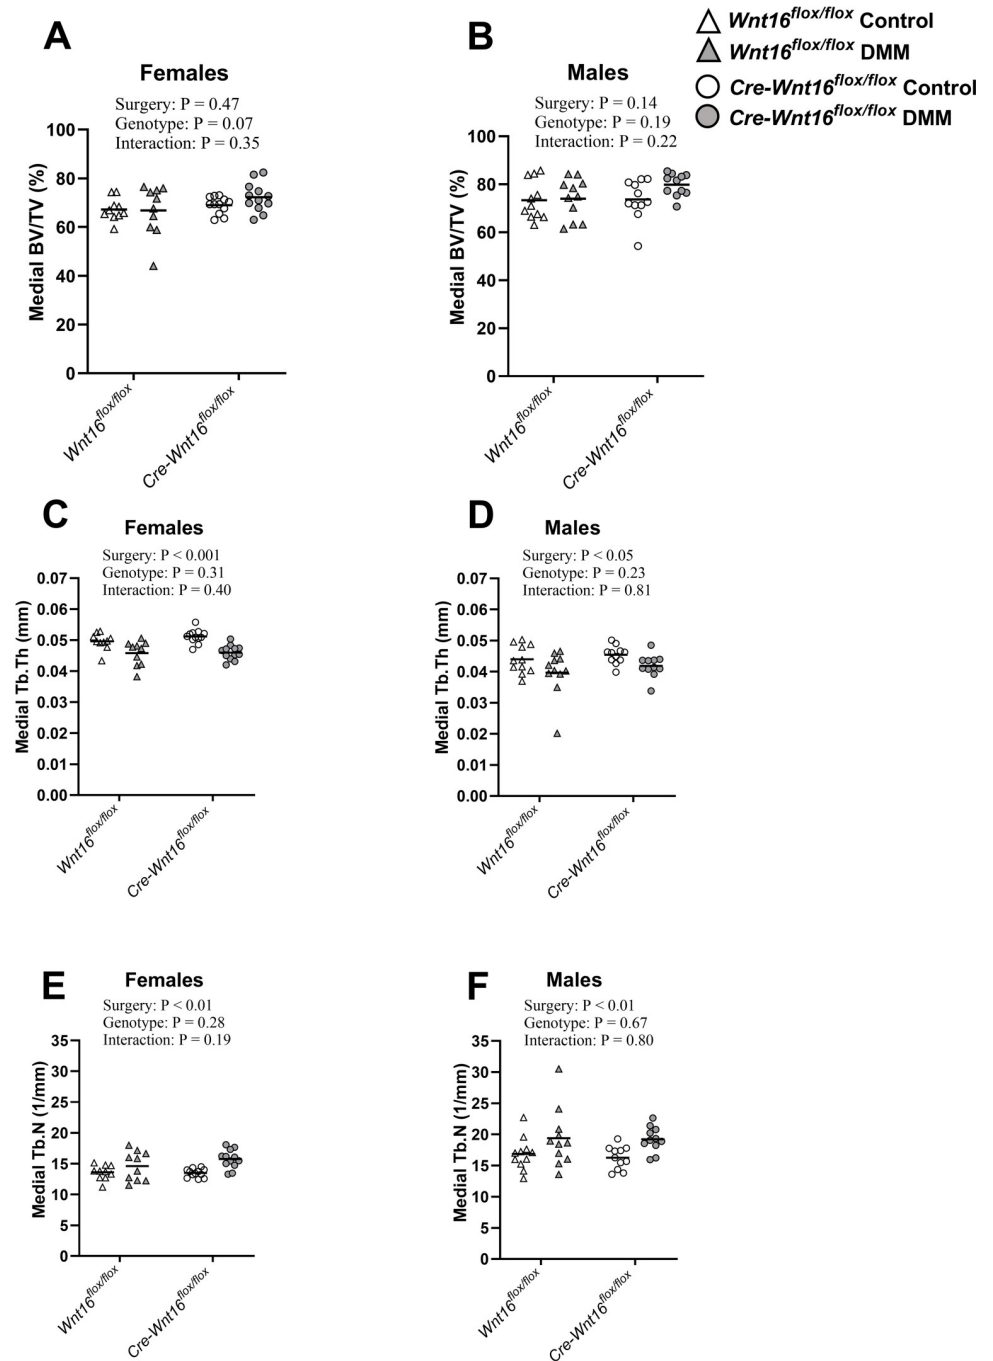 Wnt16flox/flox Control
Wnt16flox/flox DMM
Cre-Wnt16flox/flox Control
Cre-Wnt16flox/flox DMM
A
Females
Surgery: P = 0.47
Genotype: P = 0.07
Interaction: P = 0.35
Medial BV/TV (%)
100
80
60
40
20
0
Wnt16flox/flox
Cre-Wnt16flox/flox
B
Males
Surgery: P = 0.14
Genotype: P = 0.19
Interaction: P = 0.22
Medial BV/TV (%)
100
80
60
40
20
0
Wnt16flox/flox
Cre-Wnt16flox/flox
C
Females
Surgery: P < 0.001
Genotype: P = 0.31
Interaction: P = 0.40
Medial Tb.Th (mm)
0.07
0.06
0.05
0.04
0.03
0.02
0.01
0.00
Wnt16flox/flox
Cre-Wnt16flox/flox
D
Males
Surgery: P < 0.05
Genotype: P = 0.23
Interaction: P = 0.81
Medial Tb.Th (mm)
0.07
0.06
0.05
0.04
0.03
0.02
0.01
0.00
Wnt16flox/flox
Cre-Wnt16flox/flox
E
Females
Surgery: P < 0.01
Genotype: P = 0.28
Interaction: P = 0.19
Medial Tb.N (1/mm)
35
30
25
20
15
10
5
0
Wnt16flox/flox
Cre-Wnt16flox/flox
F
Males
Surgery: P < 0.01
Genotype: P = 0.67
Interaction: P = 0.80
Medial Tb.N (1/mm)
35
30
25
20
15
10
5
0
Wnt16flox/flox
Cre-Wnt16flox/flox